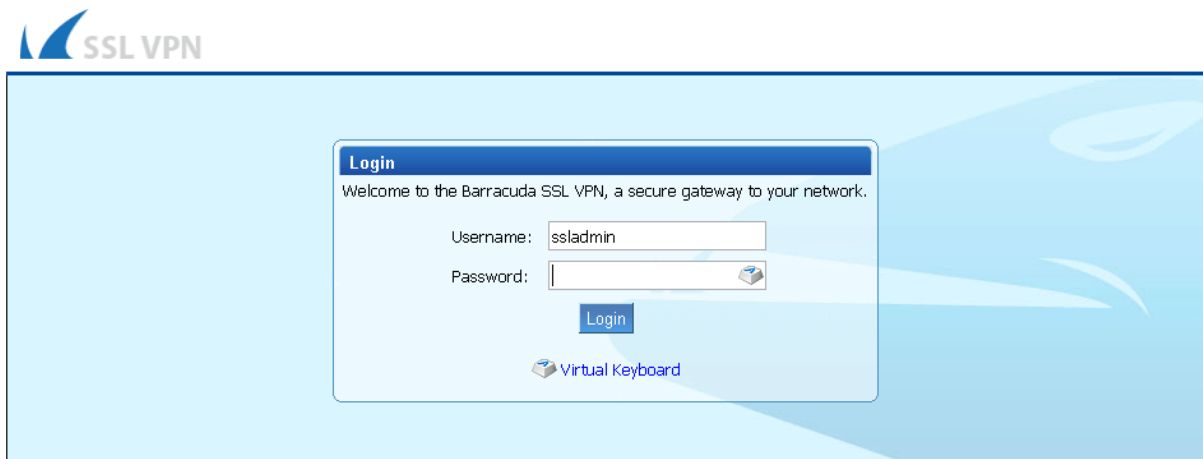 SSL VPN
Login
Welcome to the Barracuda SSL VPN, a secure gateway to your network.
Username: ssladmin
Password:
Login
Virtual Keyboard